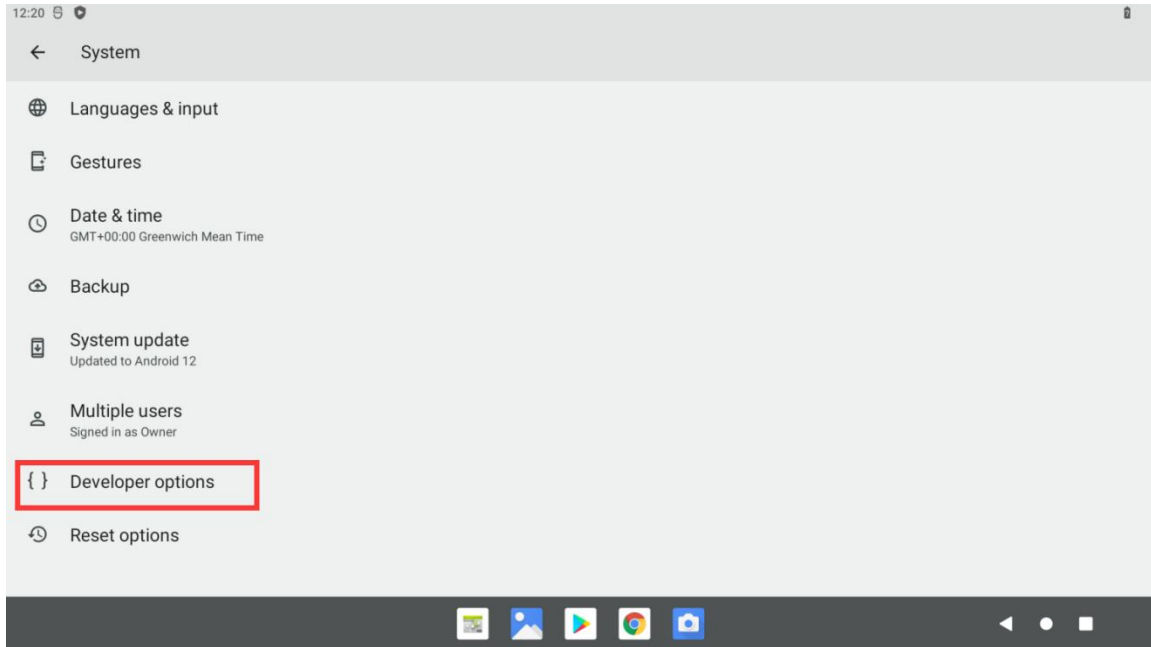 12:20
System
Languages & input
Gestures
Date & time
GMT+00:00 Greenwich Mean Time
Backup
System update
Updated to Android 12
Multiple users
Signed in as Owner
{ } Developer options
Reset options